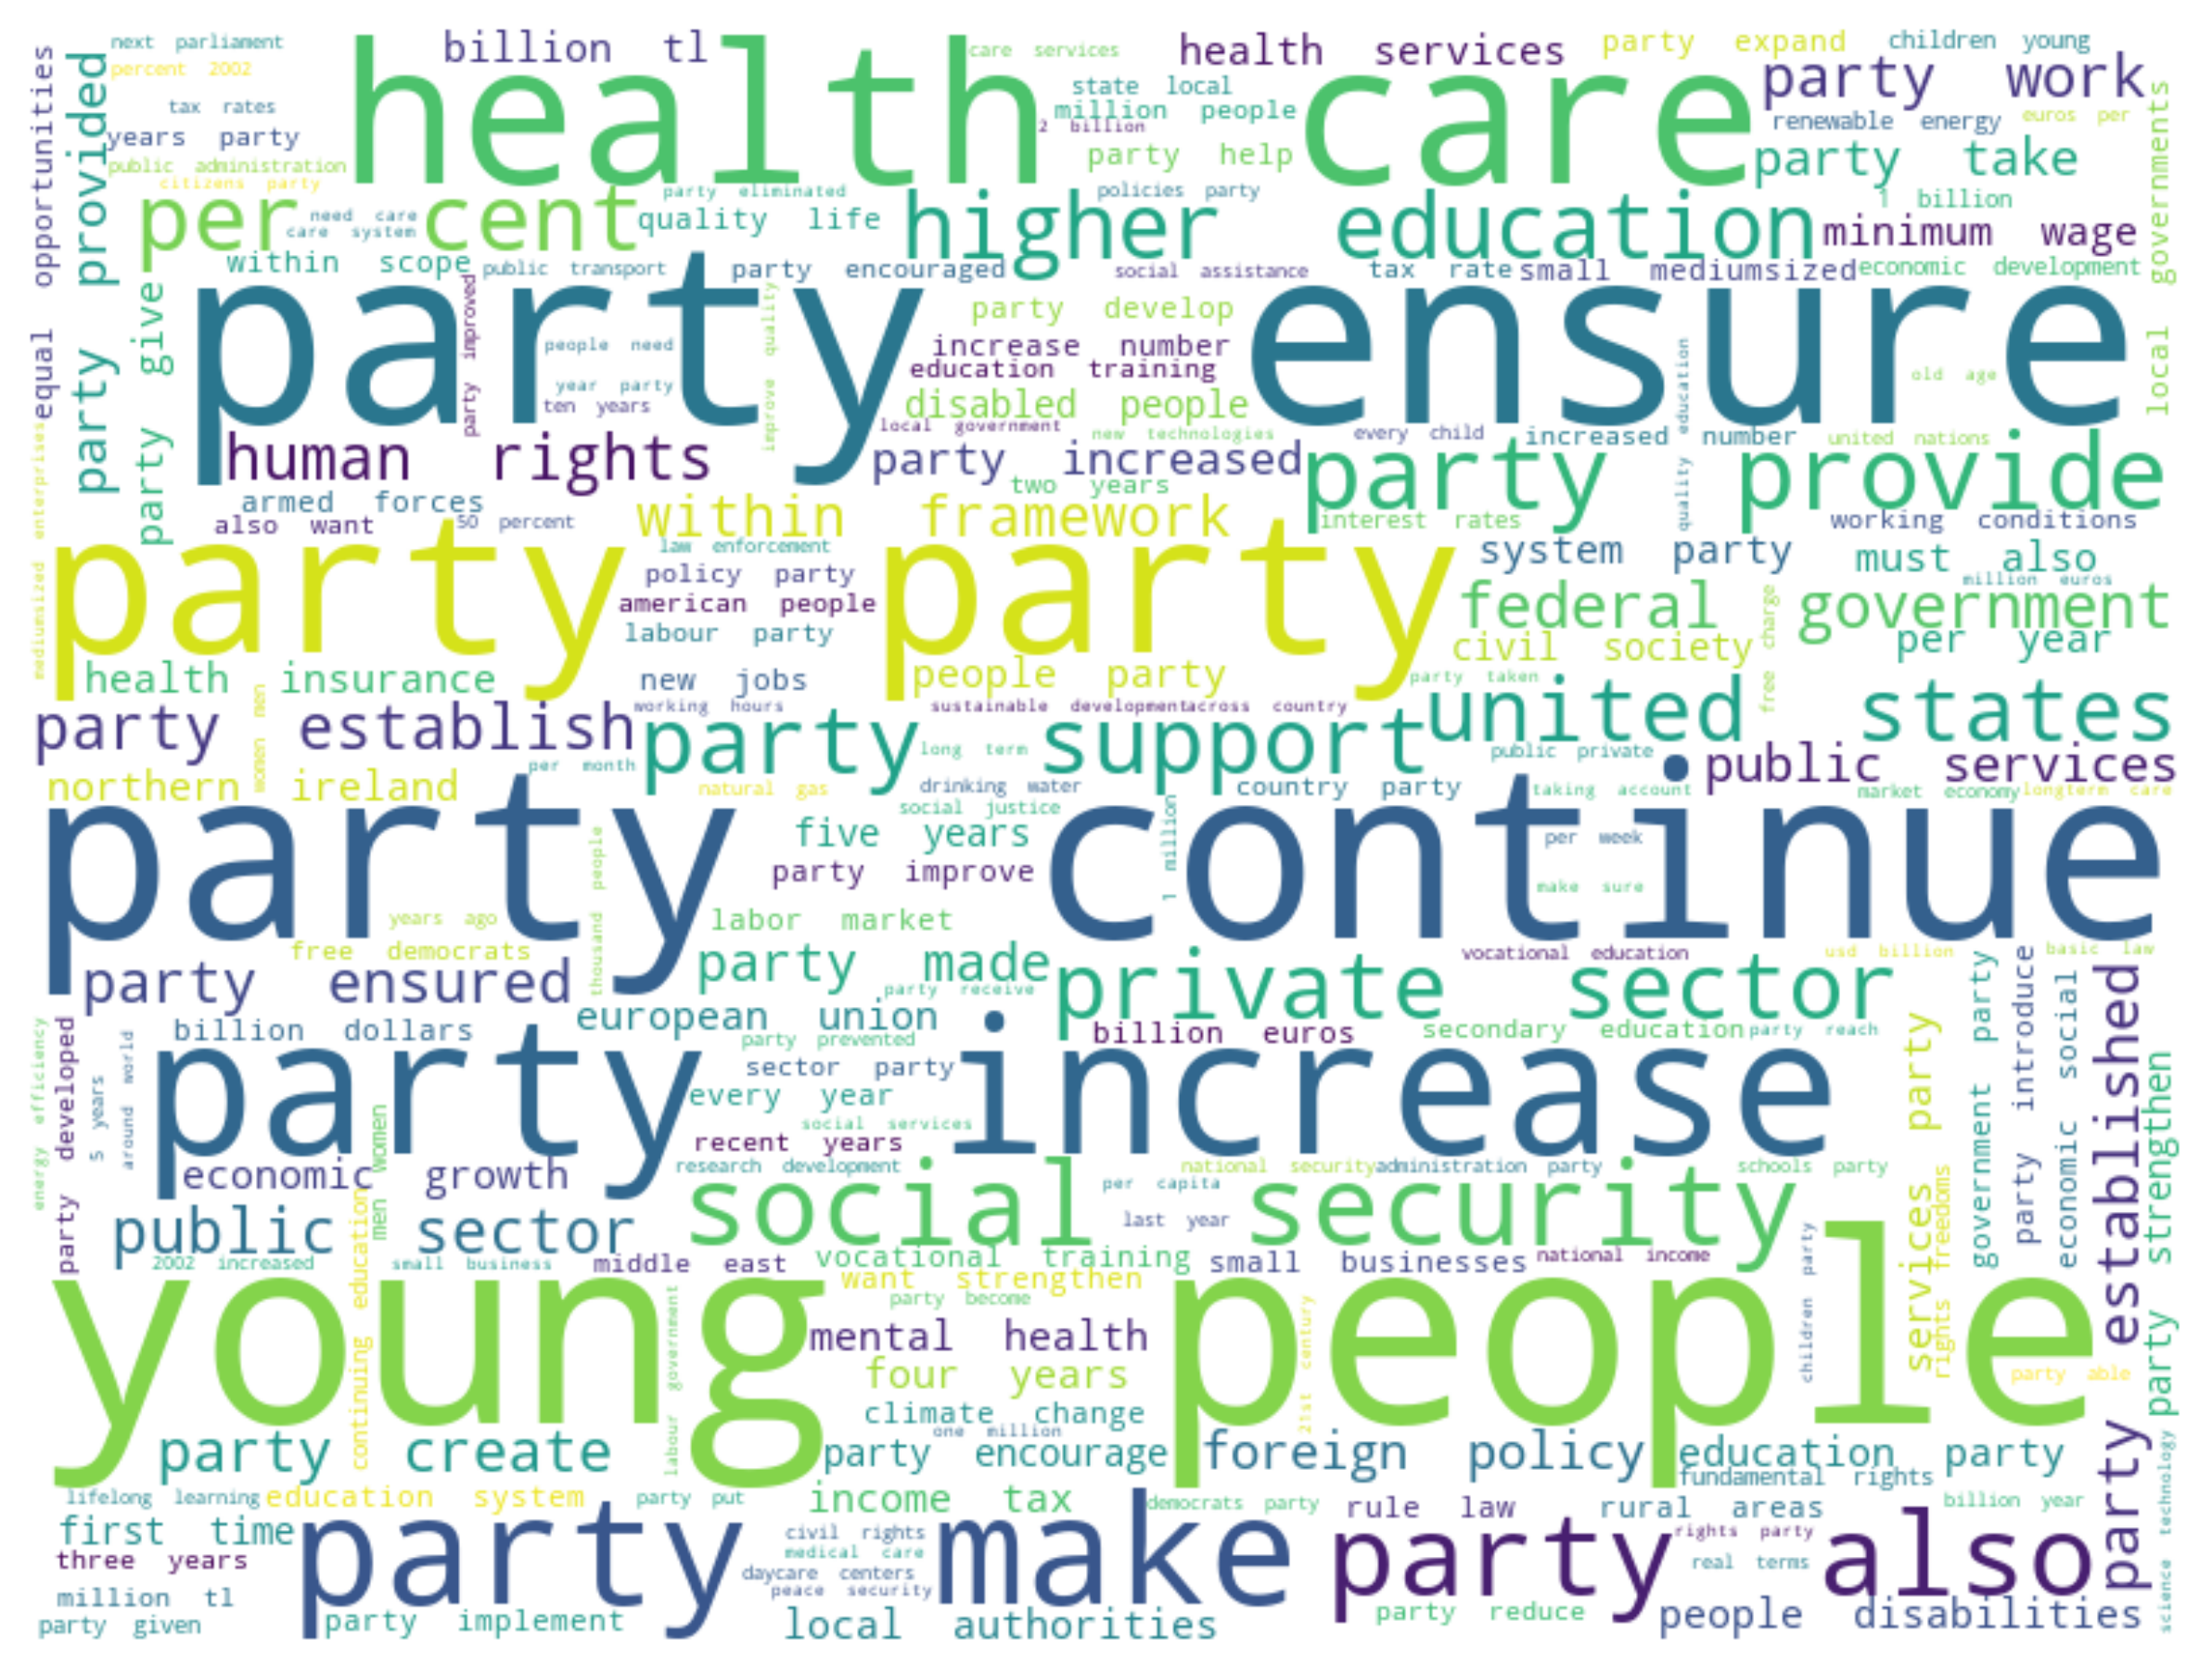 next parliament
billion tl
health care
care services
health services
party expand
children young
percent 2002
party work
tax rates
state local
million people
2 billion
renewable energy
euros per
years party
party help
party take
public administration
citizens party
party eliminated
policies party
1 billion
per cent
need care
care system
quality life
higher education
minimum wage
within scope
public transport
party encouraged
social assistance
tax rate
small mediumsized
economic development
equal opportunities
party provided
party give
local governments
party ensure
party improved
people need
improve quality
party develop
increase number
year party
education training
ten years
disabled people
quality education
old age
local government
new technologies
every child
increased number
united nations
human rights
party increased
party provide
two years
armed forces
also want
50 percent
within framework
interest rates
working conditions
mediumsized enterprises
party party
law enforcement
policy party
american people
labour party
system party
must also
million euros
federal government
free charge
civil society
per year
health insurance
new jobs
people party
party taken
united states
party establish
working hours
sustainable development
across country
women men
party support
long term
public private
public services
per month
northern ireland
natural gas
drinking water
country party
taking account
market economy
longterm care
party continue
social justice
five years
1 million
per week
thousand people
party improve
make sure
years ago
labor market
free democrats
vocational education
usd billion
basic law
party ensured
party made
private sector
party receive
european union
billion dollars
billion euros
secondary education
party reach
party prevented
party increase
sector party
every year
social services
recent years
energy efficiency
party developed
5 years
around world
men women
services party
government party
party introduce
economic social
party established
party strengthen
economic growth
research development
national security
administration party
schools party
social security
per capita
last year
public sector
rights freedoms
2002 increased
small business
middle east
vocational training
small businesses
national income
young people
continuing education
want strengthen
party become
labour government
mental health
21st century
children party
four years
party able
climate change
one million
party create
party encourage
foreign policy
education party
fundamental rights
lifelong learning
education system
party put
income tax
democrats party
rule law
rural areas
billion year
science technology
first time
party make
civil rights
party also
rights party
medical care
three years
real terms
daycare centers
peace security
million tl
party given
party implement
local authorities
party reduce
people disabilities